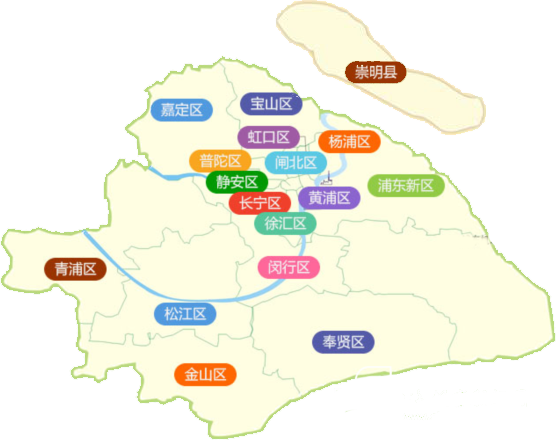 崇明县
宝山区
嘉定区
虹口区
杨浦区
普陀区
闸北区
静安区
浦东新区
长宁区
黄浦区
徐汇区
闵行区
青浦区
松江区
奉贤区
金山区